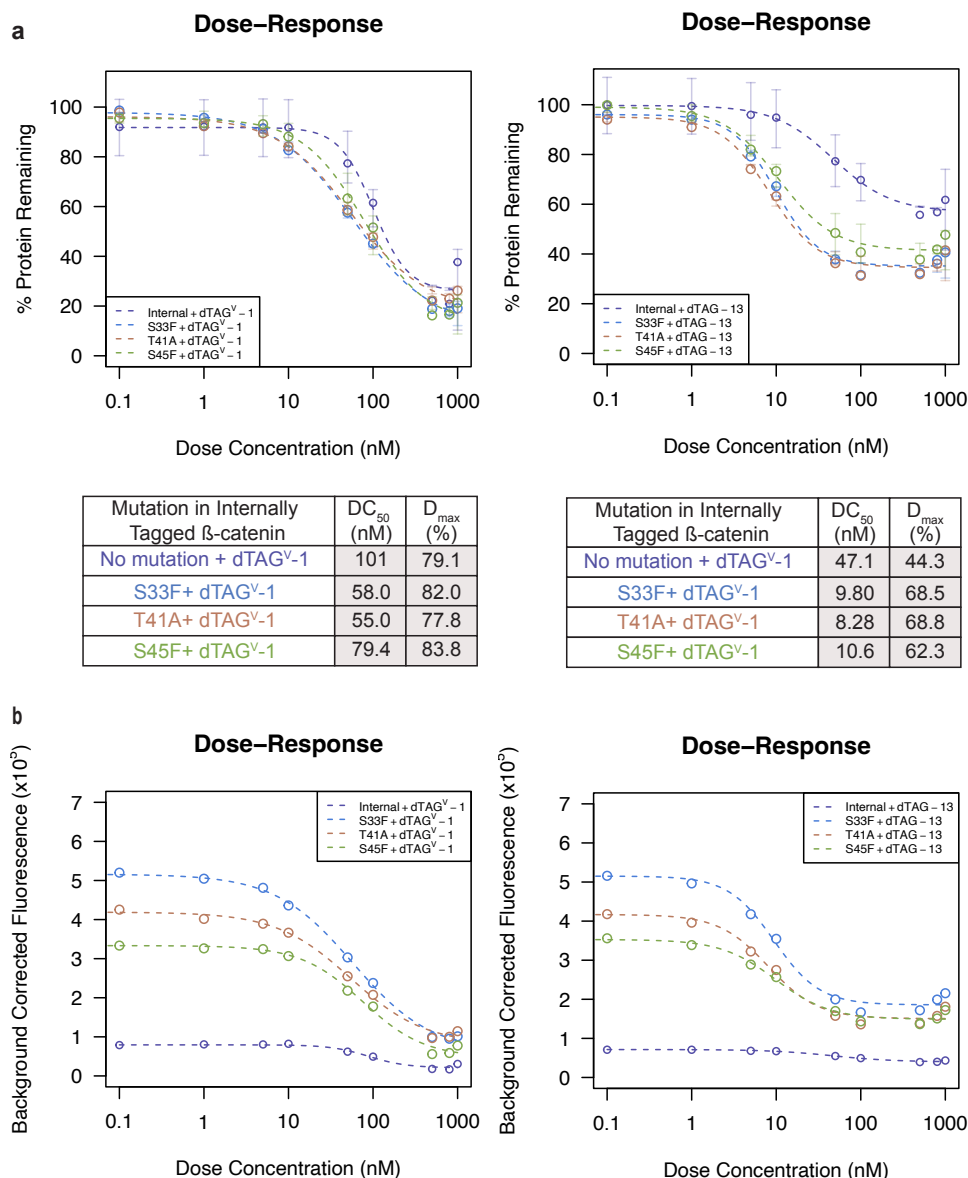 a
Dose–Response
% Protein Remaining
100
80
60
40
20
0
Internal + dTAGⱽ – 1
S33F + dTAGⱽ – 1
T41A + dTAGⱽ – 1
S45F + dTAGⱽ – 1
0.1 1 10 100 1000
Dose Concentration (nM)
Dose–Response
% Protein Remaining
100
80
60
40
20
0
Internal + dTAG – 13
S33F + dTAG – 13
T41A + dTAG – 13
S45F + dTAG – 13
0.1 1 10 100 1000
Dose Concentration (nM)
Mutation in Internally Tagged ß-catenin DC₅₀ (nM) Dₘₐₓ (%)
No mutation + dTAGⱽ-1 101 79.1
S33F+ dTAGⱽ-1 58.0 82.0
T41A+ dTAGⱽ-1 55.0 77.8
S45F+ dTAGⱽ-1 79.4 83.8
Mutation in Internally Tagged ß-catenin DC₅₀ (nM) Dₘₐₓ (%)
No mutation + dTAGⱽ-1 47.1 44.3
S33F+ dTAGⱽ-1 9.80 68.5
T41A+ dTAGⱽ-1 8.28 68.8
S45F+ dTAGⱽ-1 10.6 62.3
b
Dose–Response
Background Corrected Fluorescence (x10⁵)
7
6
5
4
3
2
1
0
Internal + dTAGⱽ – 1
S33F + dTAGⱽ – 1
T41A + dTAGⱽ – 1
S45F + dTAGⱽ – 1
0.1 1 10 100 1000
Dose Concentration (nM)
Dose–Response
Background Corrected Fluorescence (x10⁵)
7
6
5
4
3
2
1
0
Internal + dTAG – 13
S33F + dTAG – 13
T41A + dTAG – 13
S45F + dTAG – 13
0.1 1 10 100 1000
Dose Concentration (nM)